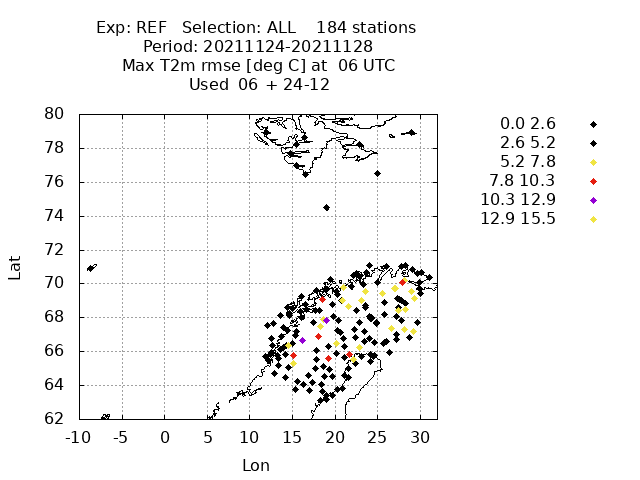 Exp: REF   Selection: ALL    184 stations
Period: 20211124-20211128
Max T2m rmse [deg C] at  06 UTC
Used  06 + 24-12
80
78
76
74
72
70
68
66
64
62
Lat
-10 -5 0 5 10 15 20 25 30
Lon
0.0 2.6
2.6 5.2
5.2 7.8
7.8 10.3
10.3 12.9
12.9 15.5